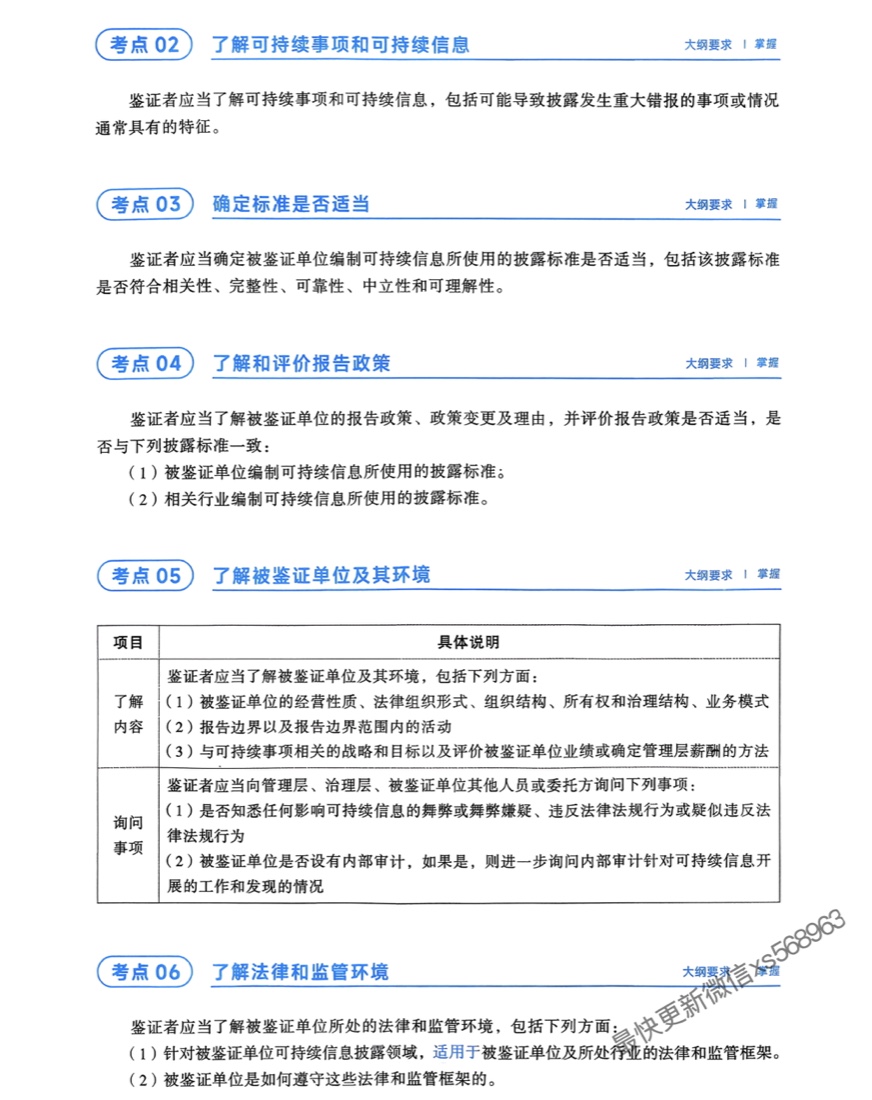 考点 02 了解可持续事项和可持续信息 大纲要求 | 掌握
鉴证者应当了解可持续事项和可持续信息，包括可能导致披露发生重大错报的事项或情况
通常具有的特征。
考点 03 确定标准是否适当 大纲要求 | 掌握
鉴证者应当确定被鉴证单位编制可持续信息所使用的披露标准是否适当，包括该披露标准
是否符合相关性、完整性、可靠性、中立性和可理解性。
考点 04 了解和评价报告政策 大纲要求 | 掌握
鉴证者应当了解被鉴证单位的报告政策、政策变更及理由，并评价报告政策是否适当，是
否与下列披露标准一致：
（1）被鉴证单位编制可持续信息所使用的披露标准；
（2）相关行业编制可持续信息所使用的披露标准。
考点 05 了解被鉴证单位及其环境 大纲要求 | 掌握
项目 具体说明
了解
内容
鉴证者应当了解被鉴证单位及其环境，包括下列方面：
（1）被鉴证单位的经营性质、法律组织形式、组织结构、所有权和治理结构、业务模式
（2）报告边界以及报告边界范围内的活动
（3）与可持续事项相关的战略和目标以及评价被鉴证单位业绩或确定管理层薪酬的方法
询问
事项
鉴证者应当向管理层、治理层、被鉴证单位其他人员或委托方询问下列事项：
（1）是否知悉任何影响可持续信息的舞弊或舞弊嫌疑、违反法律法规行为或疑似违反法
律法规行为
（2）被鉴证单位是否设有内部审计，如果是，则进一步询问内部审计针对可持续信息开
展的工作和发现的情况
考点 06 了解法律和监管环境 大纲要求 | 掌握
鉴证者应当了解被鉴证单位所处的法律和监管环境，包括下列方面：
（1）针对被鉴证单位可持续信息披露领域，适用于被鉴证单位及所处行业的法律和监管框架。
（2）被鉴证单位是如何遵守这些法律和监管框架的。
最快更新微信xs568963